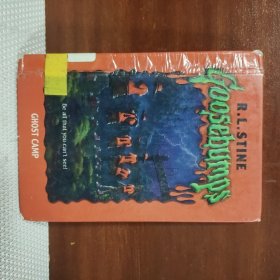 R.L. STINE
Goosebumps
Be all that you can't see!
GHOST CAMP